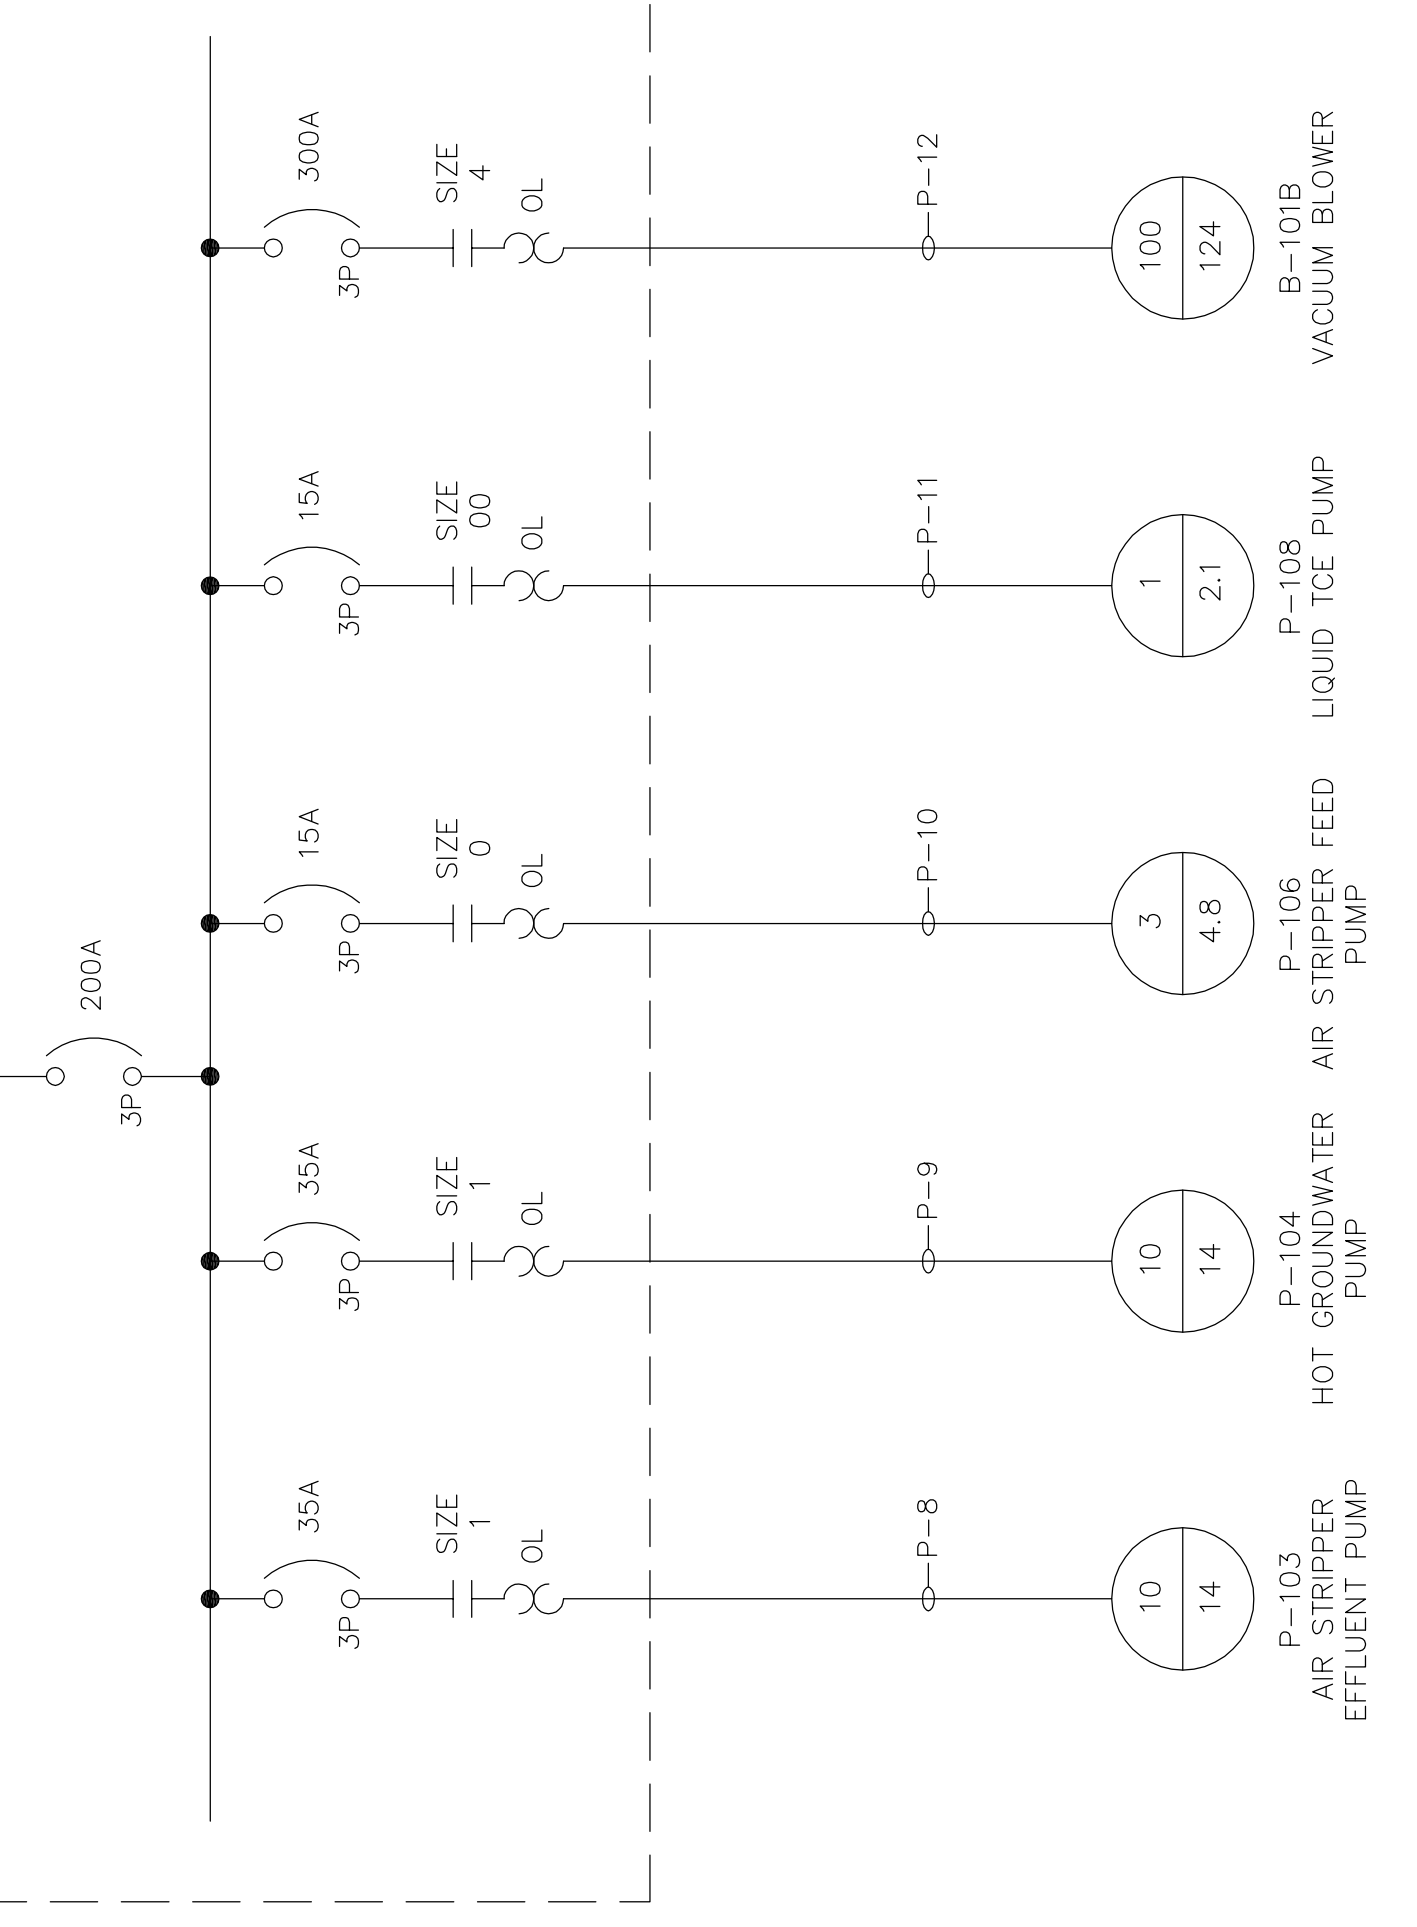 200A
3P
35A
3P
SIZE
1
OL
P-8
10
14
P-103
AIR STRIPPER
EFFLUENT PUMP
35A
3P
SIZE
1
OL
P-9
10
14
P-104
HOT GROUNDWATER
PUMP
15A
3P
SIZE
0
OL
P-10
3
4.8
P-106
AIR STRIPPER FEED
PUMP
15A
3P
SIZE
00
OL
P-11
1
2.1
P-108
LIQUID TCE PUMP
300A
3P
SIZE
4
OL
P-12
100
124
B-101B
VACUUM BLOWER